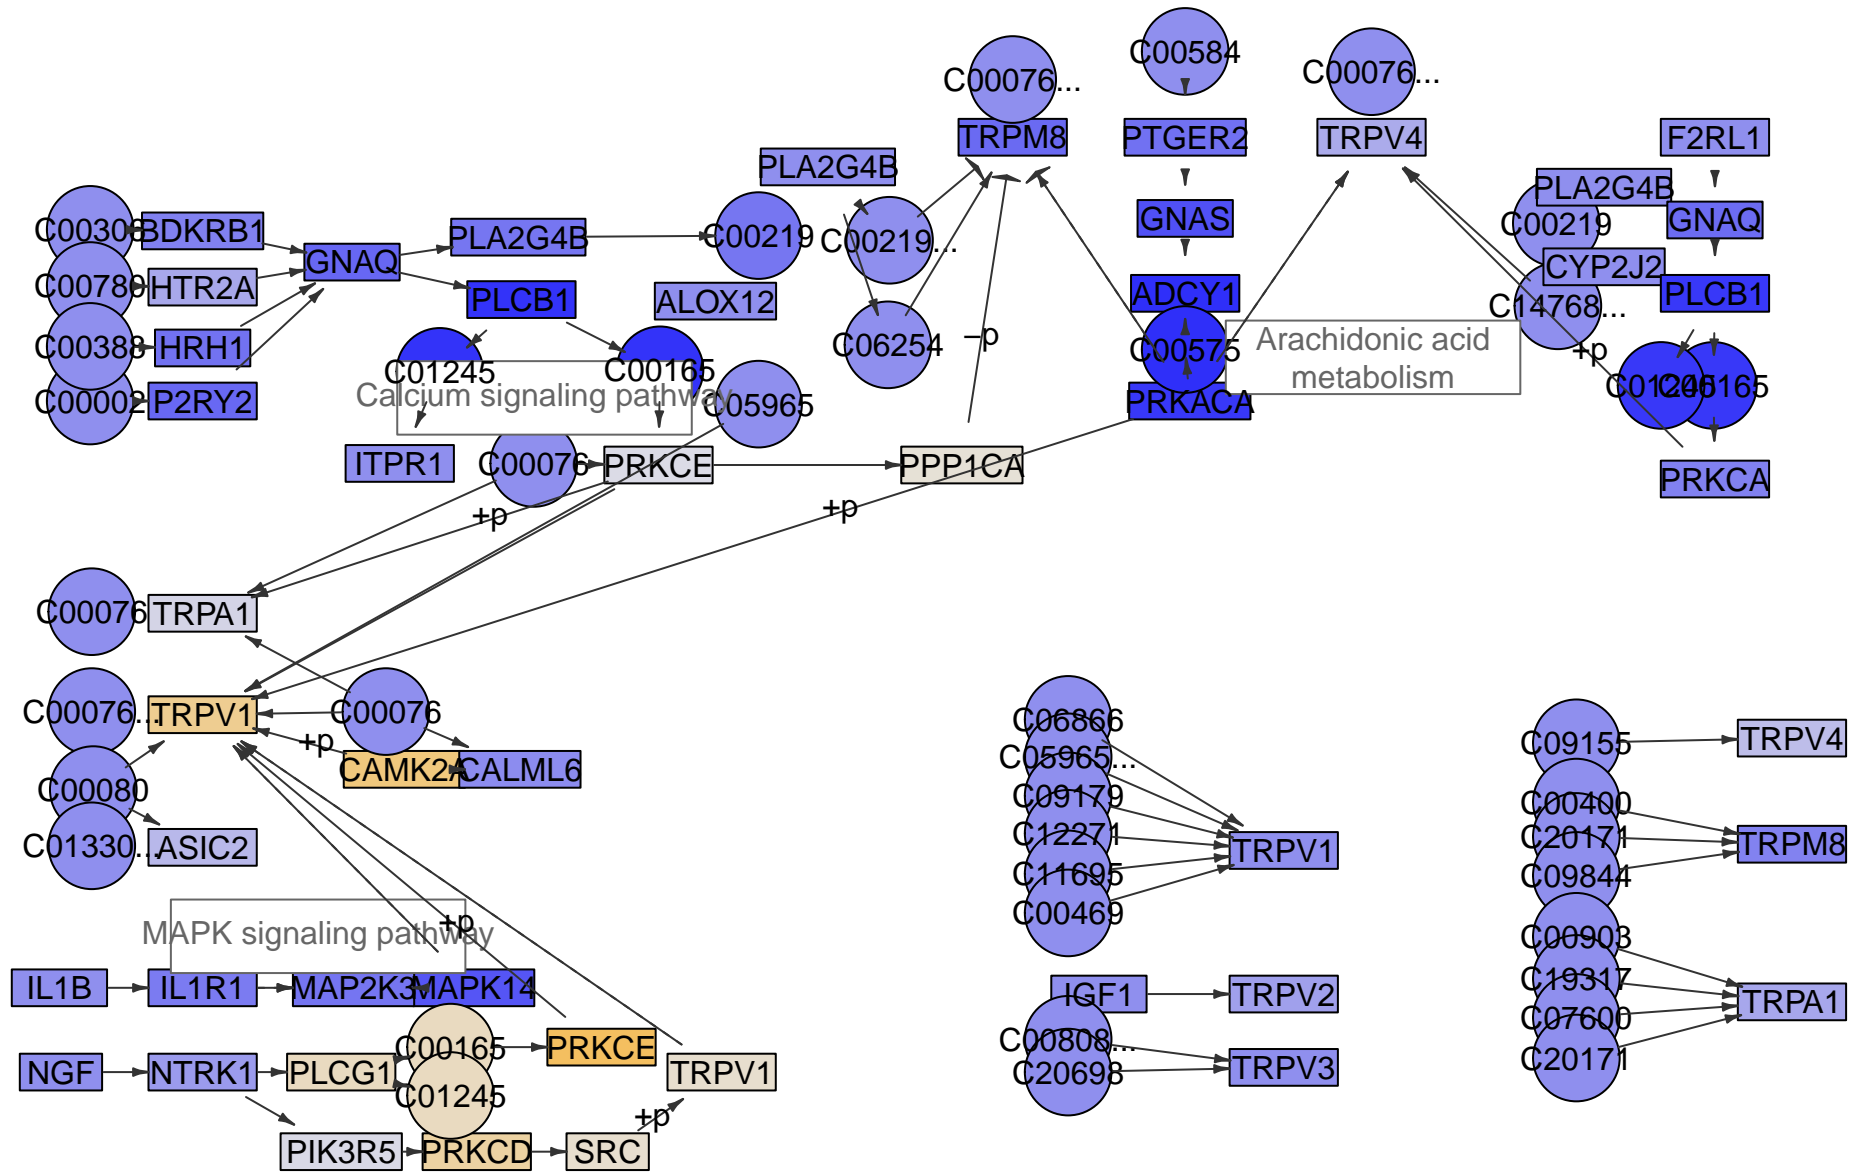 C00584
C00076...
C00076...
TRPM8
PTGER2
TRPV4
F2RL1
PLA2G4B
PLA2G4B
C00219
GNAS
GNAQ
BDKRB1
PLA2G4B
C00219
C00219...
GNAQ
CYP2J2
C00780
HTR2A
PLCB1
ALOX12
ADCY1
PLCB1
C14768...
C00388
HRH1
C06254
–p
C00575
Arachidonic acid
metabolism
+p
C01245
C00165
Calcium signaling pathway
C00002
P2RY2
C05965
PRKACA
C01245
C00165
ITPR1
C00076
PRKCE
PPP1CA
PRKCA
+p
+p
C00076
TRPA1
C00076...
TRPV1
C00076
+p
CAMK2A
CALML6
C00080
C01330...
ASIC2
C06866
C05965...
C09179
C12271
C11695
C00469
TRPV1
C09155
TRPV4
C00400
C20171
C09844
TRPM8
C00903
C19317
C07600
C20171
TRPA1
MAPK signaling pathway
+p
IL1B
IL1R1
MAP2K3
MAPK14
IGF1
TRPV2
C00808...
C20698
TRPV3
C00165
PRKCE
NGF
NTRK1
PLCG1
TRPV1
C01245
+p
PIK3R5
PRKCD
SRC